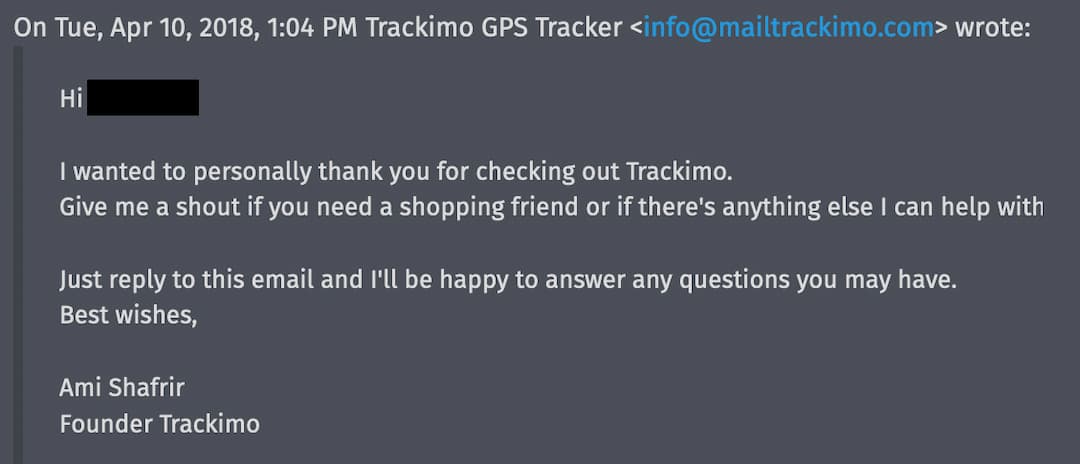 On Tue, Apr 10, 2018, 1:04 PM Trackimo GPS Tracker <info@mailtrackimo.com> wrote:
Hi
I wanted to personally thank you for checking out Trackimo.
Give me a shout if you need a shopping friend or if there's anything else I can help with
Just reply to this email and I'll be happy to answer any questions you may have.
Best wishes,
Ami Shafrir
Founder Trackimo